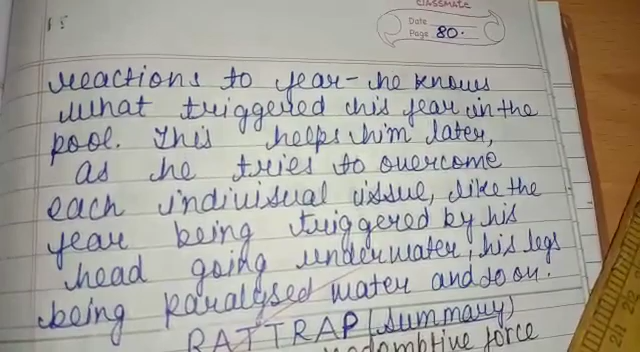 classmate
Date
Page 80.
reactions to fear - he knows
what triggered his fear in the
pool. This helps him later,
as he tries to overcome
each indiviSual issue, like the
fear being triggered by his
head going underwater, his legs
being paralysed water and so on.
RATTRAP (Summary)
force